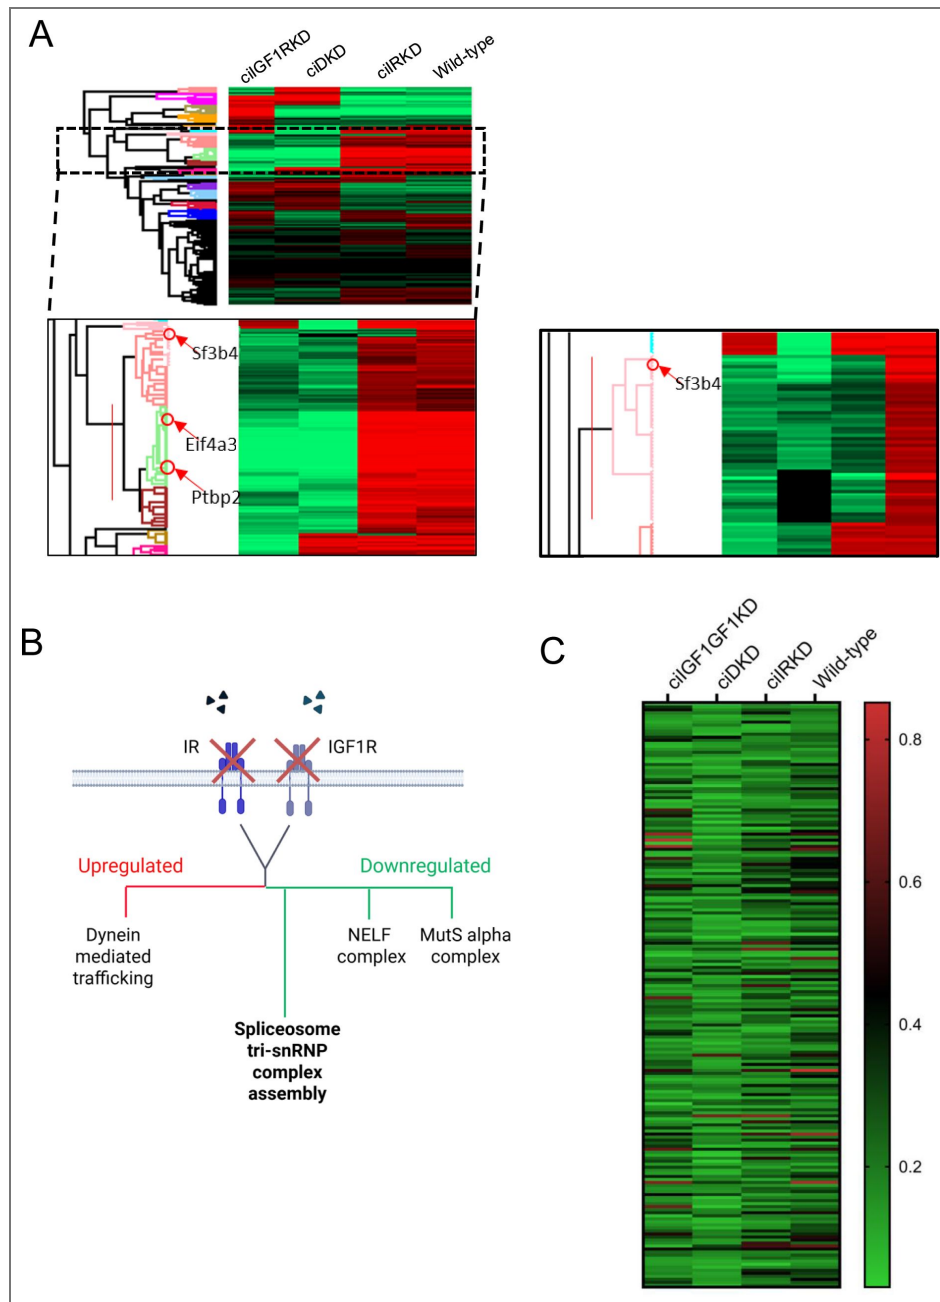 A
ciIGF1RKD
ciDKD
ciIRKD
Wild-type
Sf3b4
Eif4a3
Ptbp2
Sf3b4
B
IR
IGF1R
Upregulated
Downregulated
Dynein
mediated
trafficking
NELF
complex
MutS alpha
complex
Spliceosome
tri-snRNP
complex
assembly
C
ciIGF1GF1KD
ciDKD
ciIRKD
Wild-type
0.8
0.6
0.4
0.2